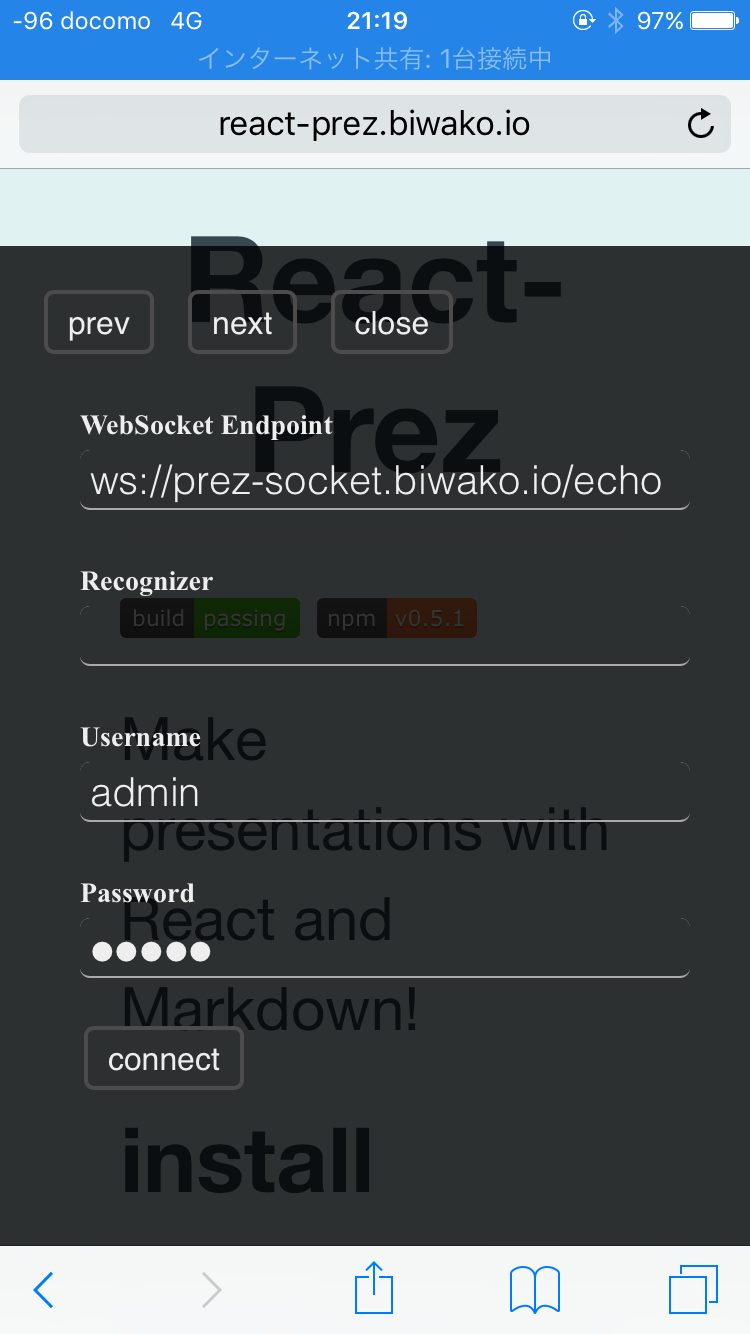 -96 docomo 4G 21:19 97%
インターネット共有: 1台接続中
react-prez.biwako.io
React-
prev next close
Prez
WebSocket Endpoint
ws://prez-socket.biwako.io/echo
Recognizer
build passing npm v0.5.1
Make
Username
admin
presentations with
Password
React and
●●●●●
Markdown!
connect
install